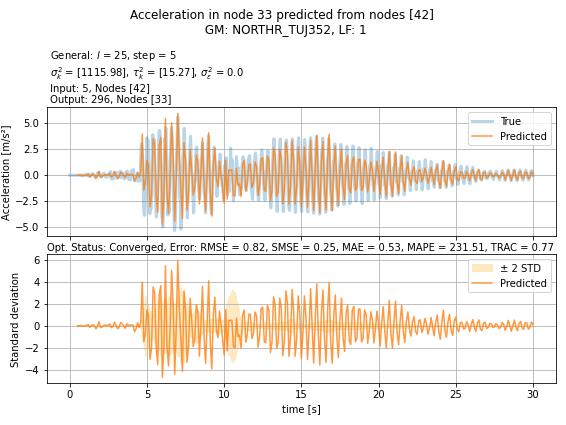 Acceleration in node 33 predicted from nodes [42]
GM: NORTHR_TUJ352, LF: 1
General: l = 25, step = 5
σ²ₖ = [1115.98], τ²ₖ = [15.27], σ²ε = 0.0
Input: 5, Nodes [42]
Output: 296, Nodes [33]
Acceleration [m/s²]
5.0
2.5
0.0
−2.5
−5.0
True
Predicted
Opt. Status: Converged, Error: RMSE = 0.82, SMSE = 0.25, MAE = 0.53, MAPE = 231.51, TRAC = 0.77
Standard deviation
6
4
2
0
−2
−4
± 2 STD
Predicted
0 5 10 15 20 25 30
time [s]